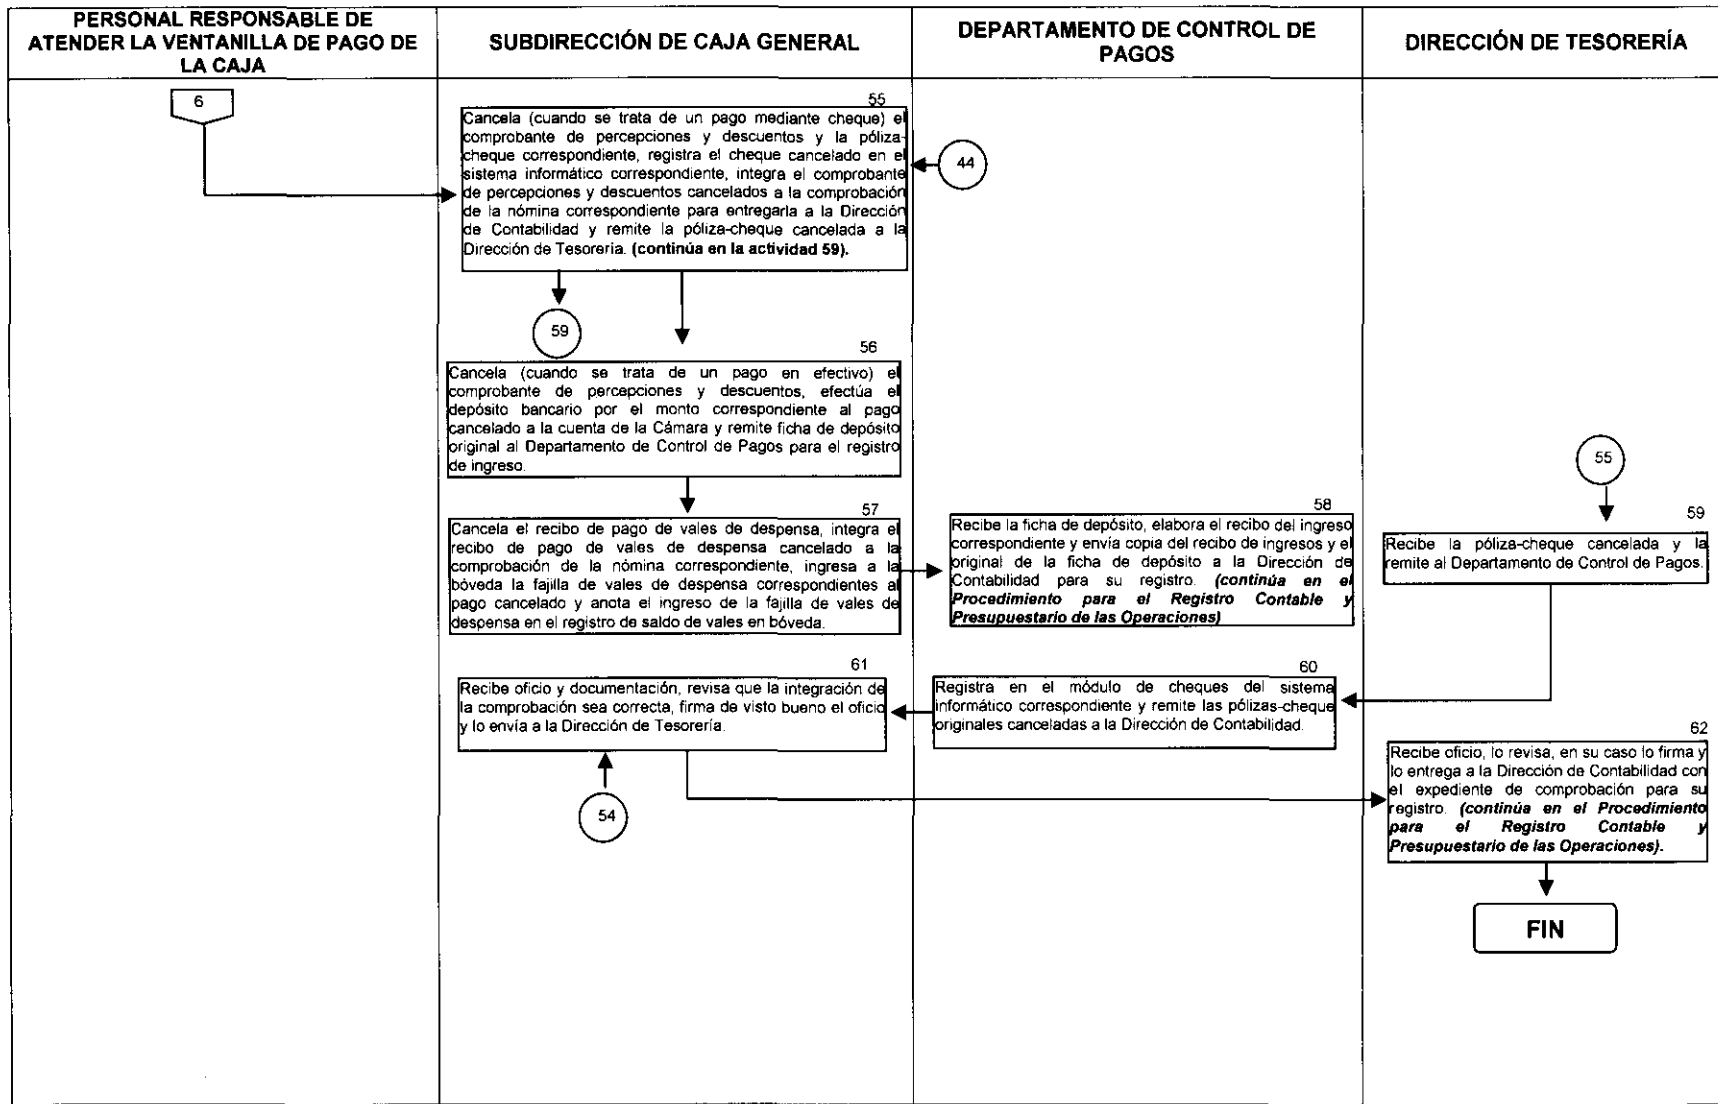 PERSONAL RESPONSABLE DE
ATENDER LA VENTANILLA DE PAGO DE
LA CAJA
SUBDIRECCIÓN DE CAJA GENERAL
DEPARTAMENTO DE CONTROL DE
PAGOS
DIRECCIÓN DE TESORERÍA
6
55
Cancela (cuando se trata de un pago mediante cheque) el
comprobante de percepciones y descuentos y la póliza-
cheque correspondiente, registra el cheque cancelado en el
sistema informático correspondiente, integra el comprobante
de percepciones y descuentos cancelados a la comprobación
de la nómina correspondiente para entregarla a la Dirección
de Contabilidad y remite la póliza-cheque cancelada a la
Dirección de Tesorería. (continúa en la actividad 59).
44
59
56
Cancela (cuando se trata de un pago en efectivo) el
comprobante de percepciones y descuentos, efectúa el
depósito bancario por el monto correspondiente al pago
cancelado a la cuenta de la Cámara y remite ficha de depósito
original al Departamento de Control de Pagos para el registro
de ingreso.
57
Cancela el recibo de pago de vales de despensa, integra el
recibo de pago de vales de despensa cancelado a la
comprobación de la nómina correspondiente, ingresa a la
bóveda la fajilla de vales de despensa correspondientes al
pago cancelado y anota el ingreso de la fajilla de vales de
despensa en el registro de saldo de vales en bóveda.
58
Recibe la ficha de depósito, elabora el recibo del ingreso
correspondiente y envía copia del recibo de ingresos y el
original de la ficha de depósito a la Dirección de
Contabilidad para su registro. (continúa en el
Procedimiento para el Registro Contable y
Presupuestario de las Operaciones)
55
59
Recibe la póliza-cheque cancelada y la
remite al Departamento de Control de Pagos.
61
Recibe oficio y documentación, revisa que la integración de
la comprobación sea correcta, firma de visto bueno el oficio
y lo envía a la Dirección de Tesorería.
54
60
Registra en el módulo de cheques del sistema
informático correspondiente y remite las pólizas-cheque
originales canceladas a la Dirección de Contabilidad.
62
Recibe oficio, lo revisa, en su caso lo firma y
lo entrega a la Dirección de Contabilidad con
el expediente de comprobación para su
registro. (continúa en el Procedimiento
para el Registro Contable y
Presupuestario de las Operaciones).
FIN